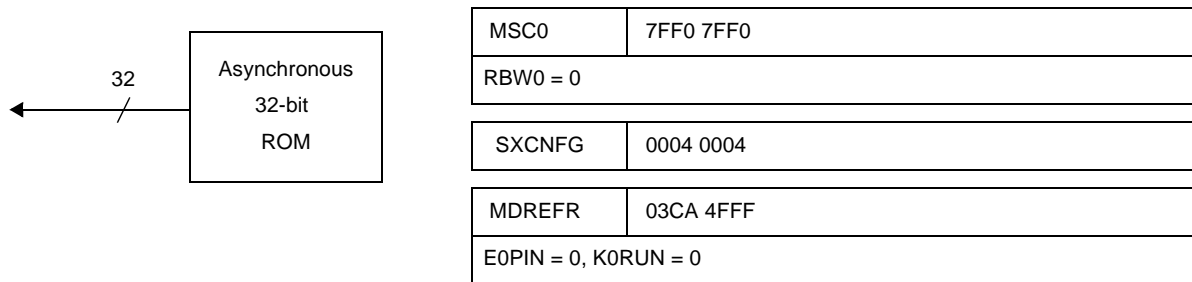 32
Asynchronous
32-bit
ROM
MSC0 7FF0 7FF0
RBW0 = 0
SXCNFG 0004 0004
MDREFR 03CA 4FFF
E0PIN = 0, K0RUN = 0